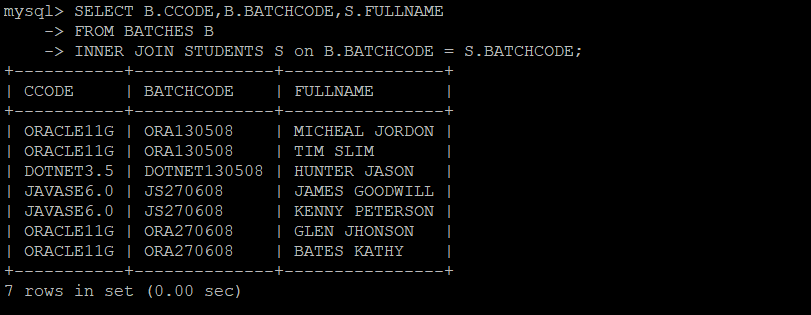 mysql> SELECT B.CCODE,B.BATCHCODE,S.FULLNAME
    -> FROM BATCHES B
    -> INNER JOIN STUDENTS S on B.BATCHCODE = S.BATCHCODE;
+-----------+--------------+----------------+
| CCODE     | BATCHCODE    | FULLNAME       |
+-----------+--------------+----------------+
| ORACLE11G | ORA130508    | MICHEAL JORDON |
| ORACLE11G | ORA130508    | TIM SLIM       |
| DOTNET3.5 | DOTNET130508 | HUNTER JASON   |
| JAVASE6.0 | JS270608     | JAMES GOODWILL |
| JAVASE6.0 | JS270608     | KENNY PETERSON |
| ORACLE11G | ORA270608    | GLEN JHONSON   |
| ORACLE11G | ORA270608    | BATES KATHY    |
+-----------+--------------+----------------+
7 rows in set (0.00 sec)